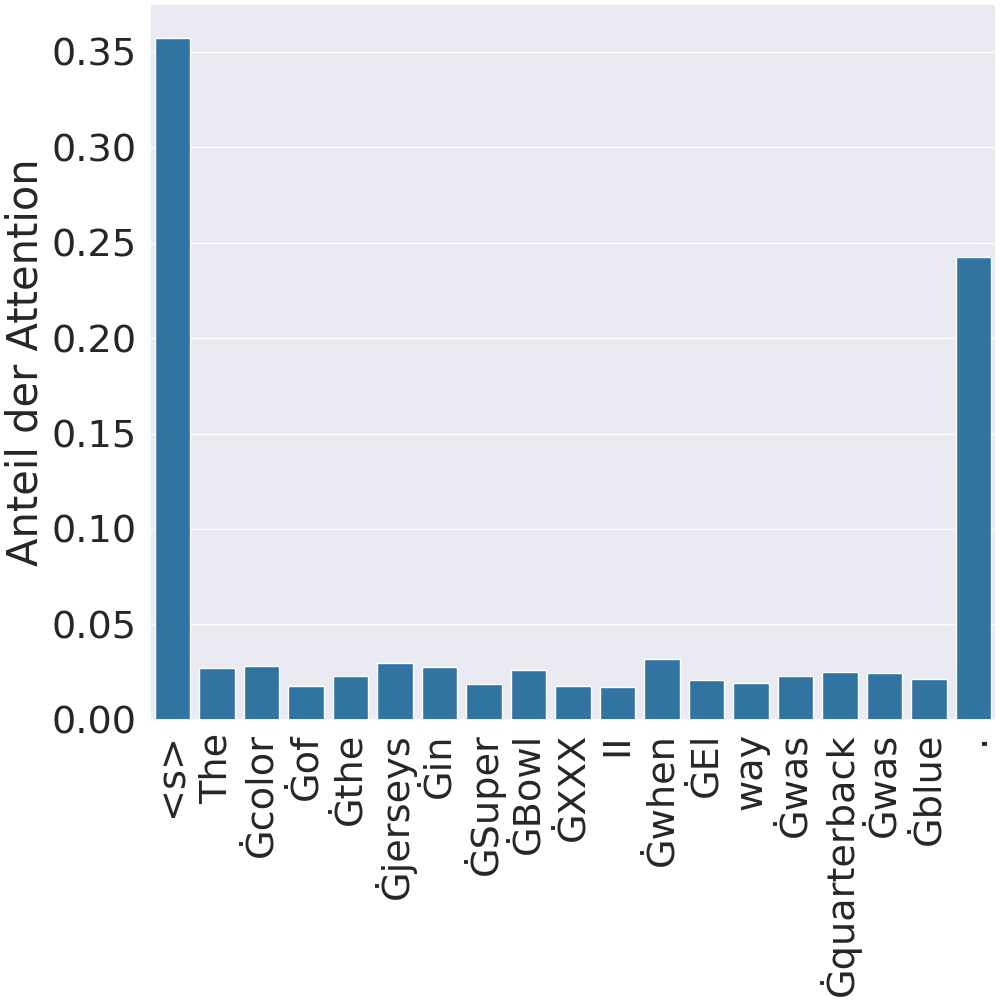 Anteil der Attention
0.35
0.30
0.25
0.20
0.15
0.10
0.05
0.00
<s>
The
Ġcolor
Ġof
Ġthe
Ġjerseys
Ġin
ĠSuper
ĠBowl
ĠXXX
II
Ġwhen
ĠEl
way
Ġwas
Ġquarterback
Ġwas
Ġblue
.